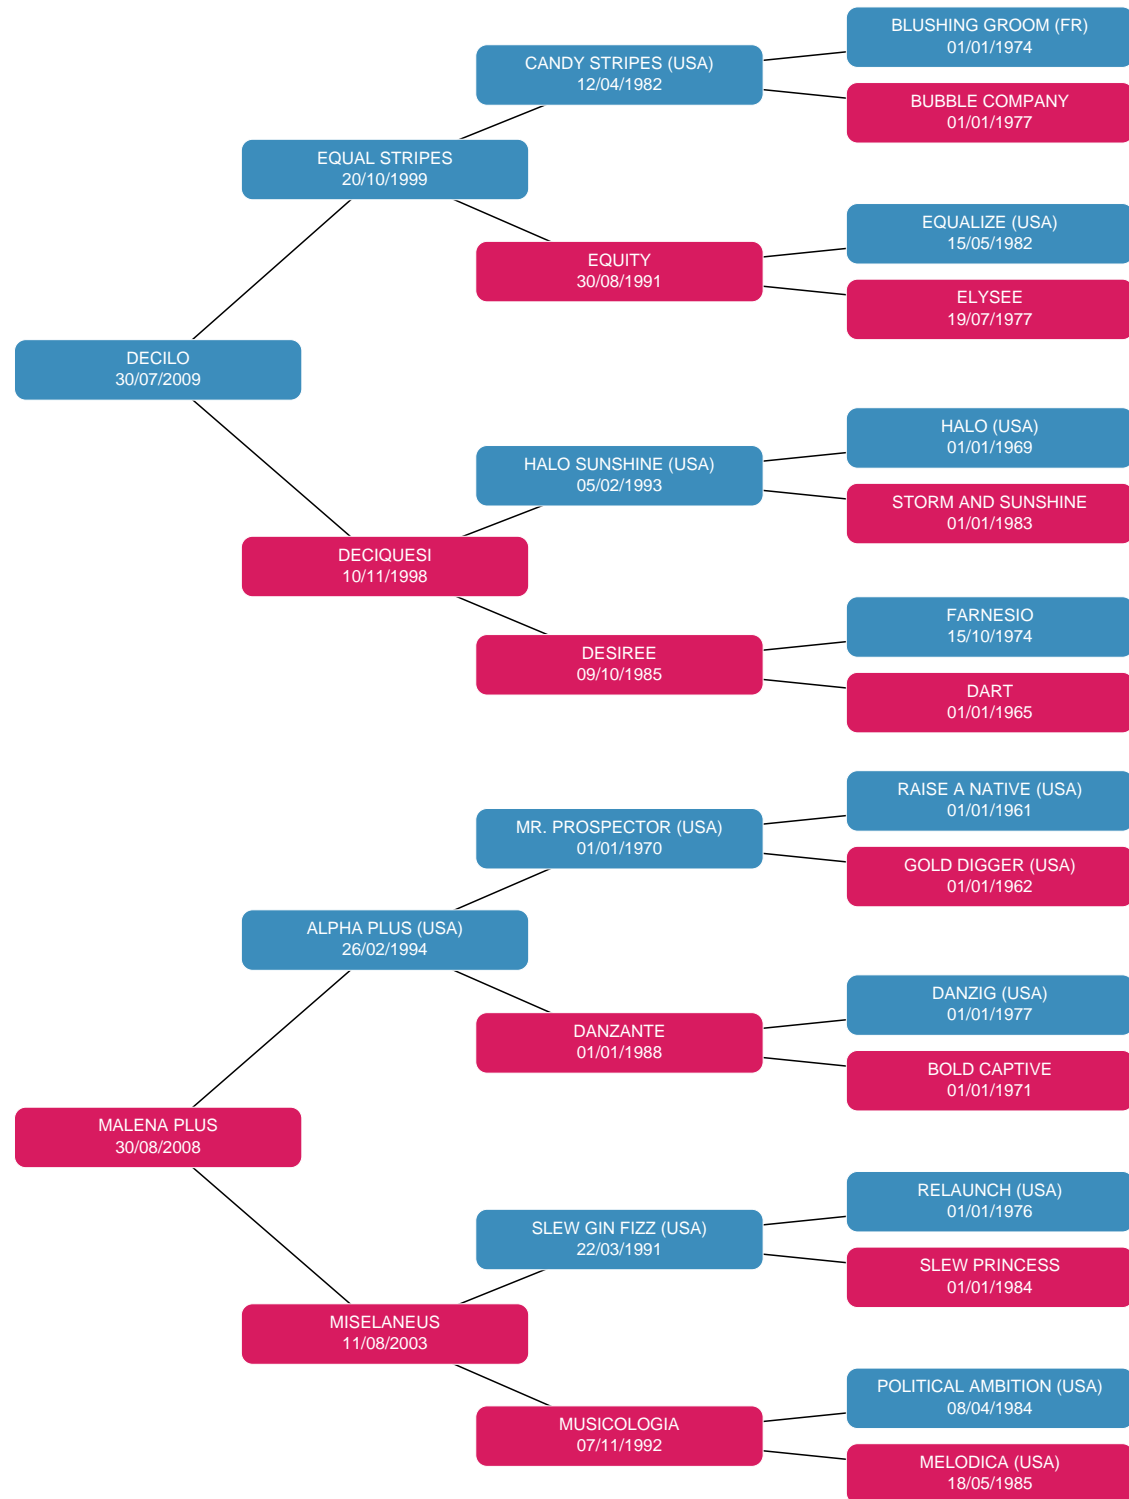 BLUSHING GROOM (FR)
01/01/1974
CANDY STRIPES (USA)
12/04/1982
BUBBLE COMPANY
01/01/1977
EQUAL STRIPES
20/10/1999
EQUALIZE (USA)
15/05/1982
EQUITY
30/08/1991
ELYSEE
19/07/1977
DECILO
30/07/2009
HALO (USA)
01/01/1969
HALO SUNSHINE (USA)
05/02/1993
STORM AND SUNSHINE
01/01/1983
DECIQUESI
10/11/1998
FARNESIO
15/10/1974
DESIREE
09/10/1985
DART
01/01/1965
RAISE A NATIVE (USA)
01/01/1961
MR. PROSPECTOR (USA)
01/01/1970
GOLD DIGGER (USA)
01/01/1962
ALPHA PLUS (USA)
26/02/1994
DANZIG (USA)
01/01/1977
DANZANTE
01/01/1988
BOLD CAPTIVE
01/01/1971
MALENA PLUS
30/08/2008
RELAUNCH (USA)
01/01/1976
SLEW GIN FIZZ (USA)
22/03/1991
SLEW PRINCESS
01/01/1984
MISELANEUS
11/08/2003
POLITICAL AMBITION (USA)
08/04/1984
MUSICOLOGIA
07/11/1992
MELODICA (USA)
18/05/1985